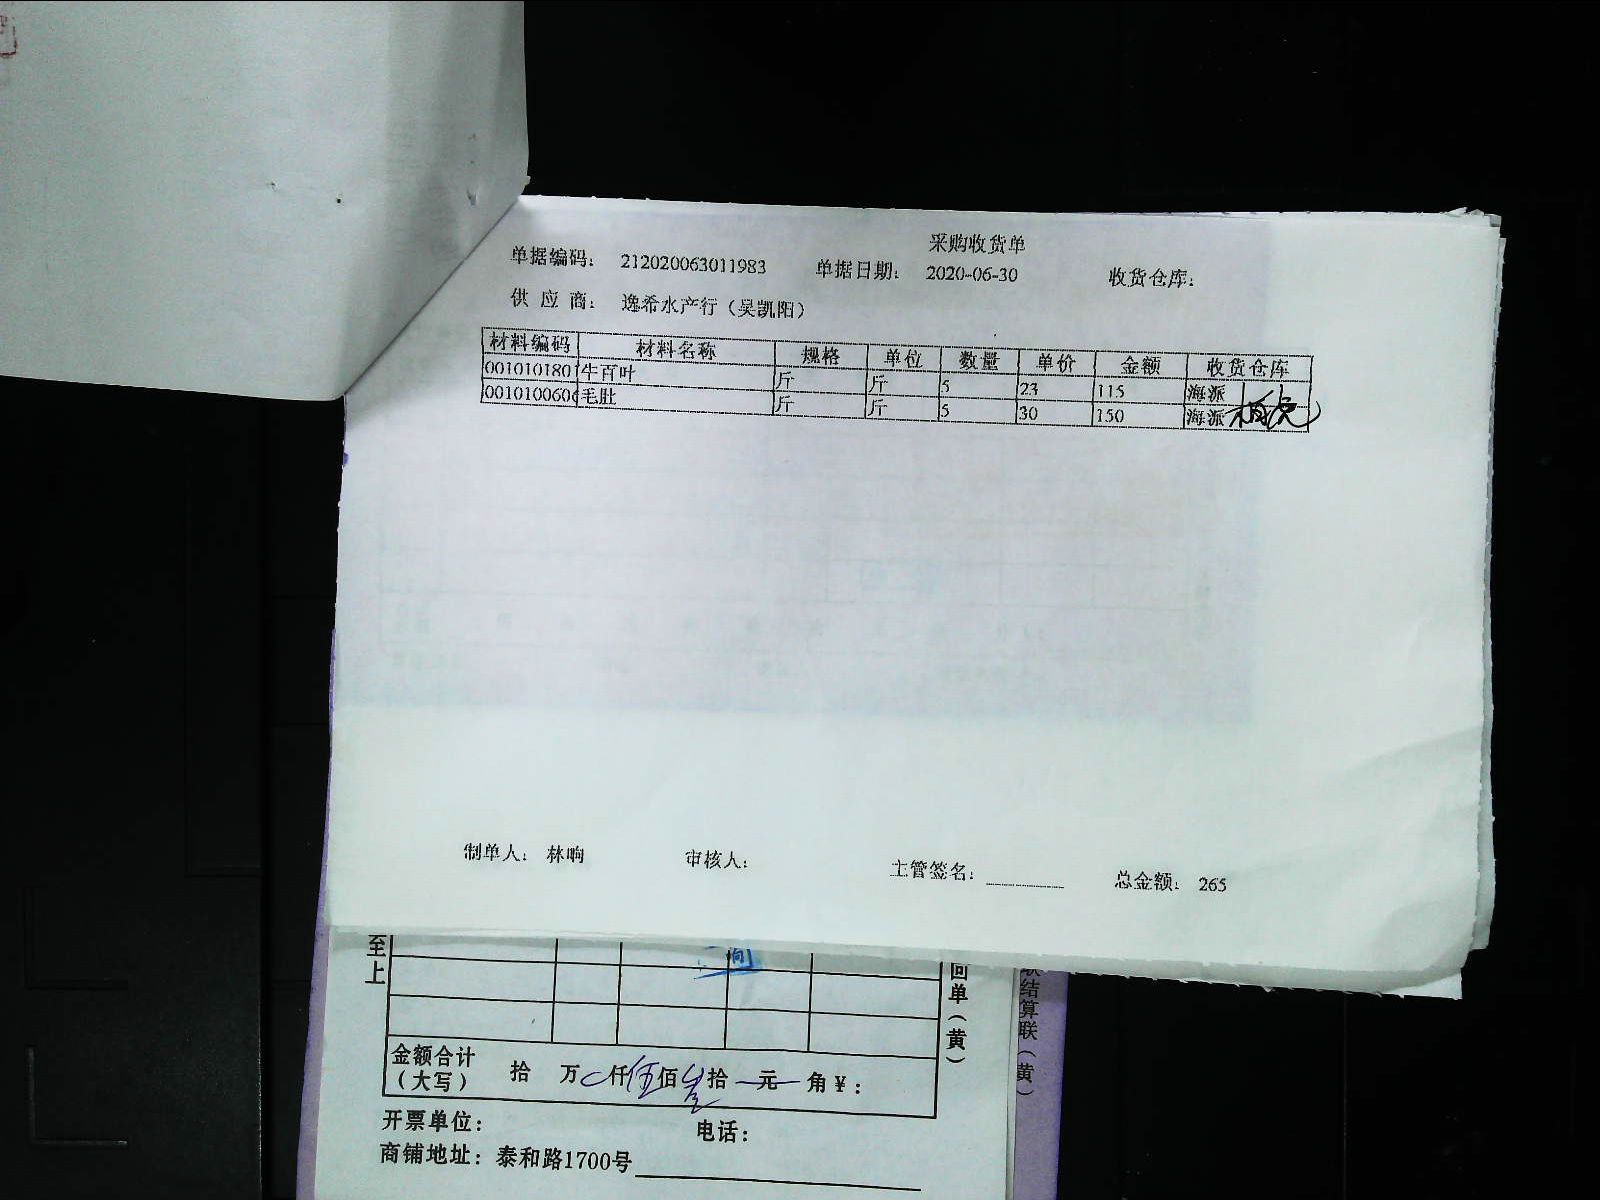 采购收货单
单据编码： 212020063011983 单据日期： 2020-06-30 收货仓库：
供 应 商： 逸希水产行（吴凯阳）
材料编码 材料名称 规格 单位 数量 单价 金额 收货仓库
0010101801 牛百叶 斤 斤 5 23 115 海派
001010060 毛肚 斤 斤 5 30 150 海派
制单人： 林晌 审核人： 主管签名： 总金额： 265
至上
回单（黄）
联结算联（黄）
金额合计（大写） 拾 万 仟 伍 佰 拾 元 角 ¥：
开票单位： 电话：
商铺地址：泰和路1700号